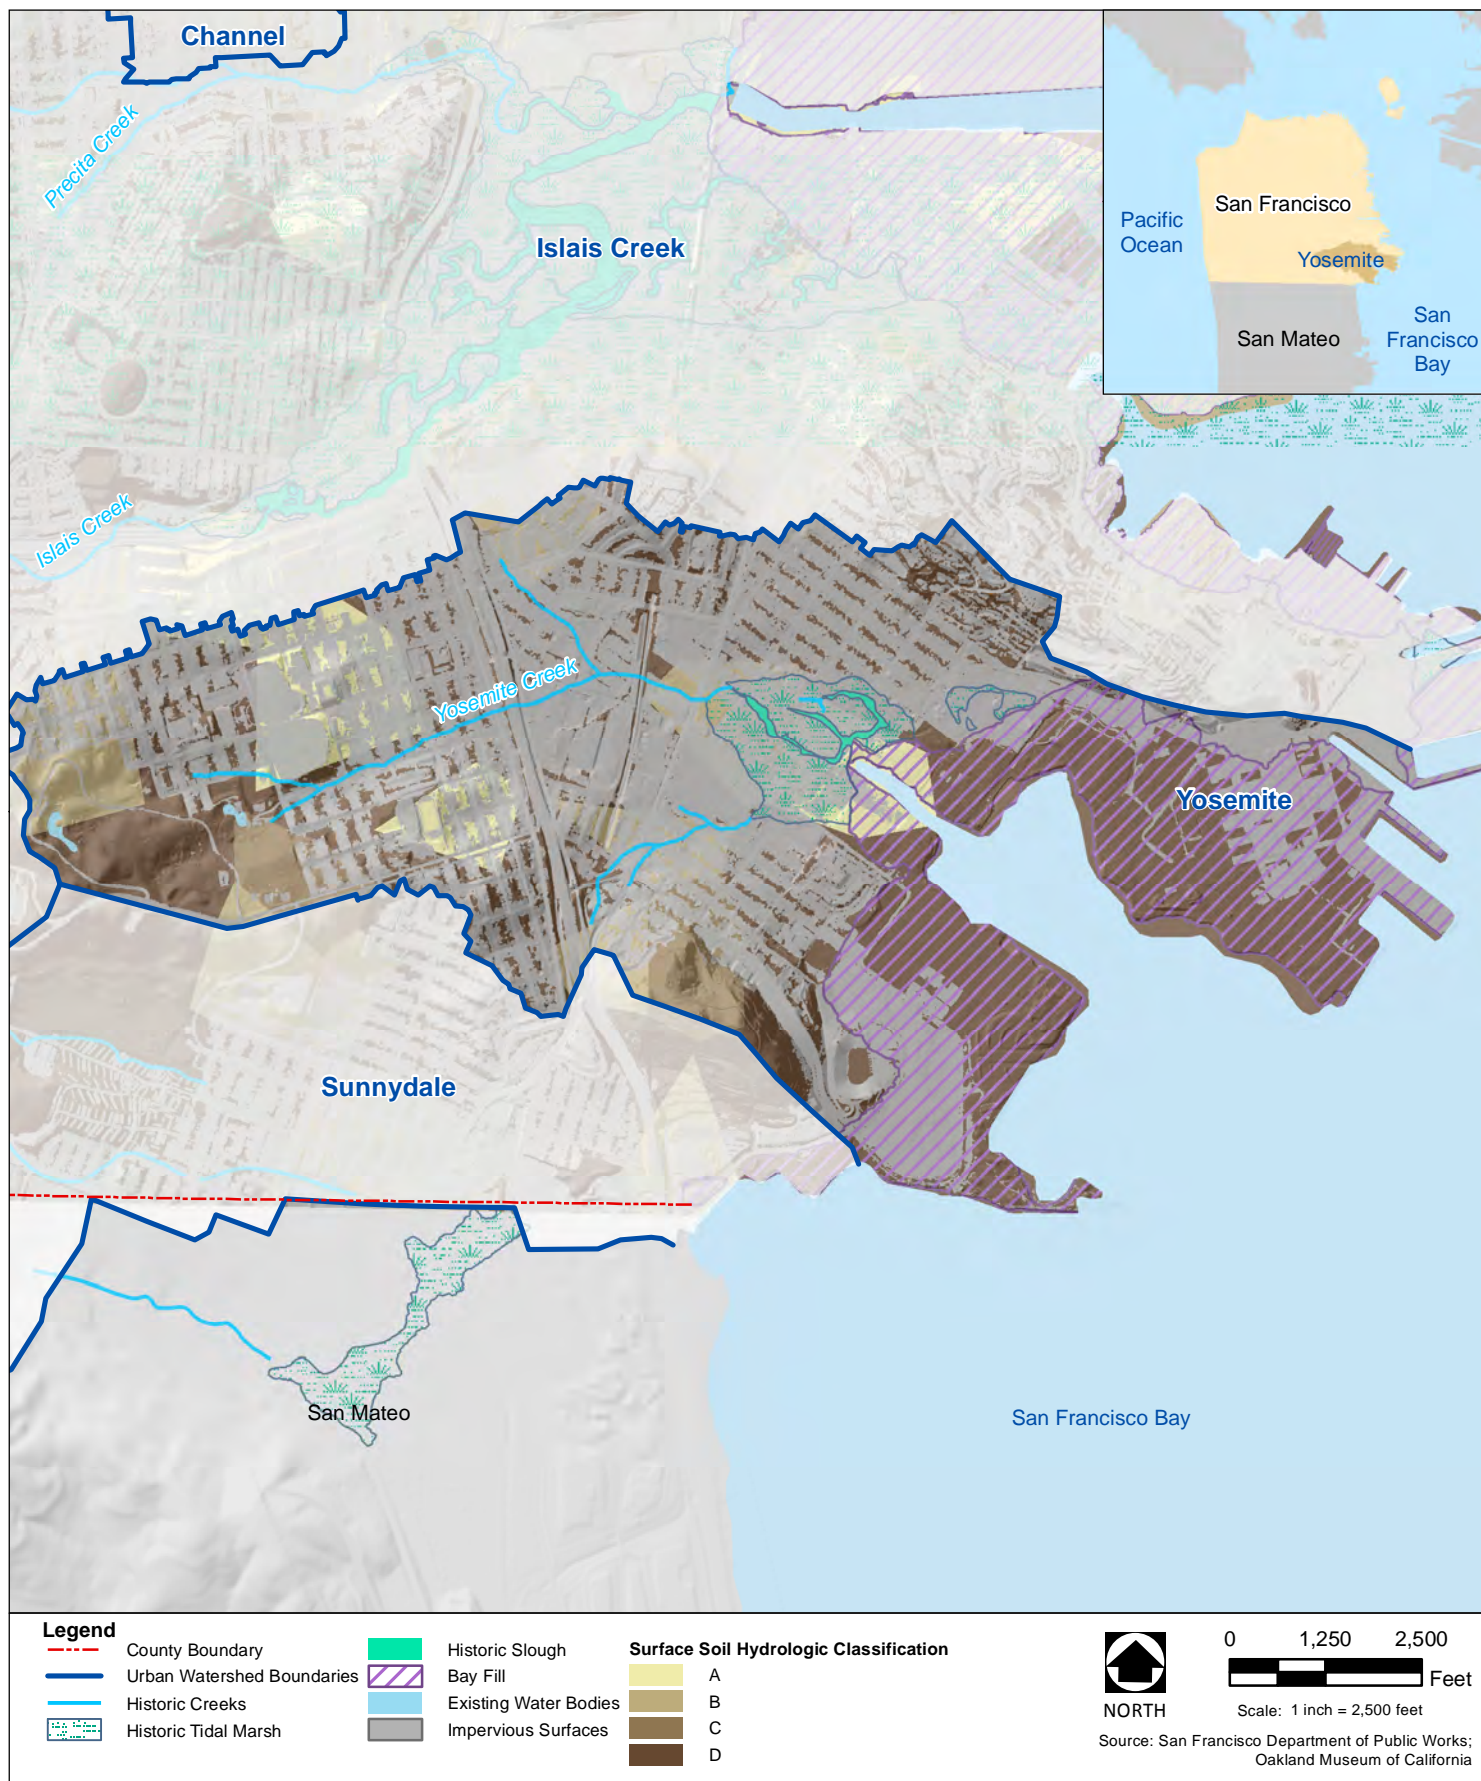 Channel
Precita Creek
Islais Creek
San Francisco
Pacific
Ocean
Yosemite
San Mateo
San
Francisco
Bay
Islais Creek
Yosemite Creek
Yosemite
Sunnydale
San Mateo
San Francisco Bay
Legend
County Boundary
Urban Watershed Boundaries
Historic Creeks
Historic Tidal Marsh
Historic Slough
Bay Fill
Existing Water Bodies
Impervious Surfaces
Surface Soil Hydrologic Classification
A
B
C
D
NORTH
0 1,250 2,500
Feet
Scale: 1 inch = 2,500 feet
Source: San Francisco Department of Public Works;
Oakland Museum of California